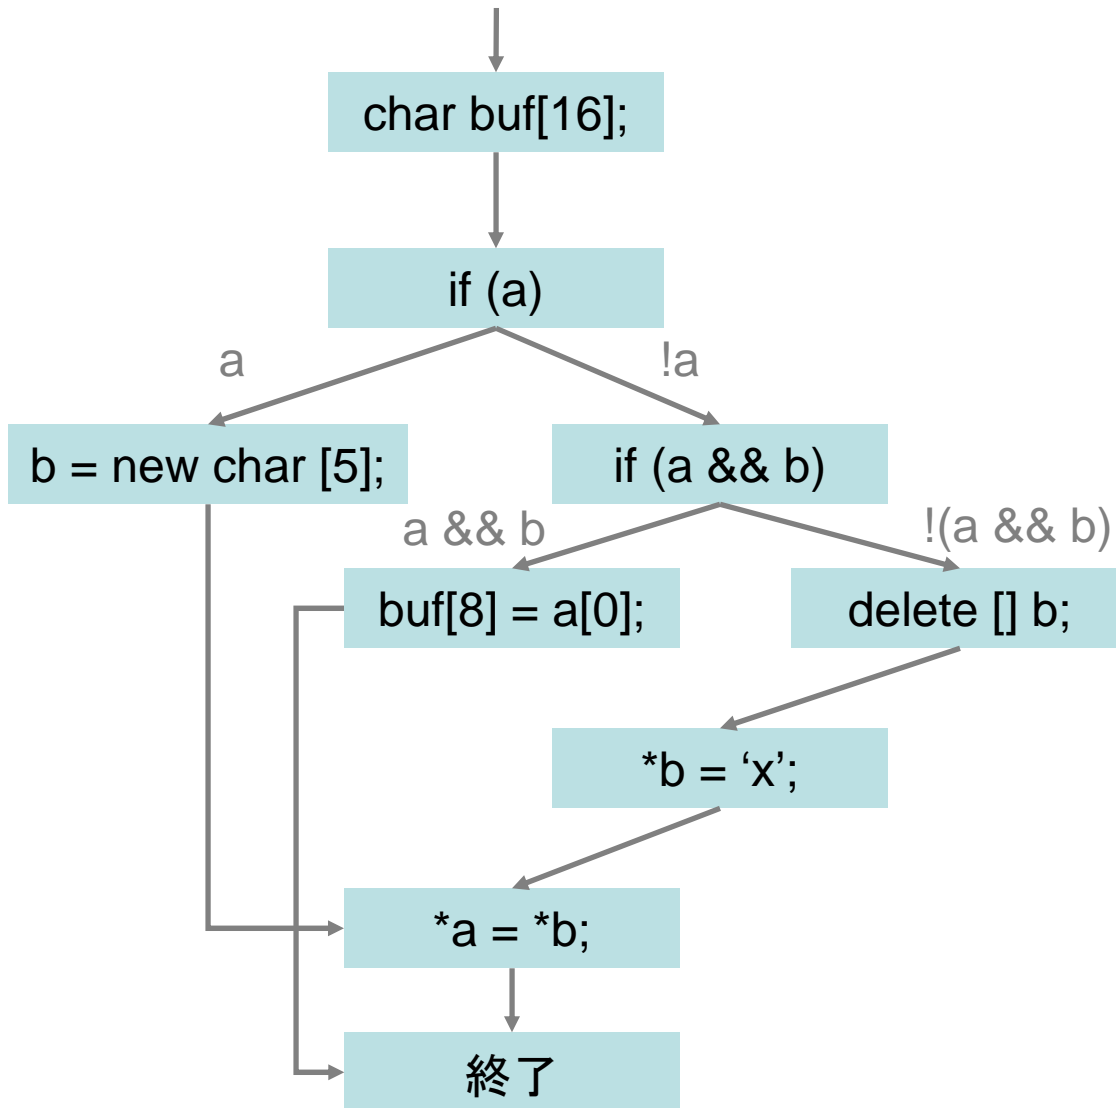 char buf[16];
if (a)
a
!a
b = new char [5];
if (a && b)
a && b
!(a && b)
buf[8] = a[0];
delete [] b;
*b = ‘x’;
*a = *b;
終了